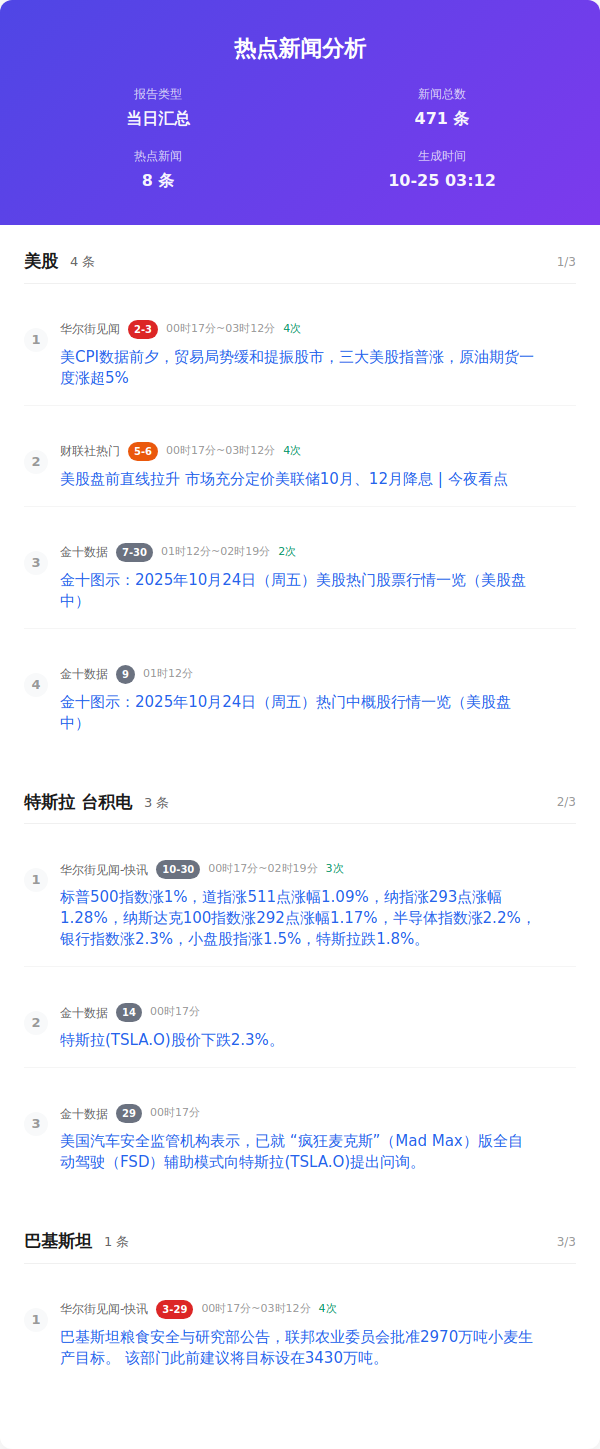 热点新闻分析
报告类型
当日汇总
新闻总数
471 条
热点新闻
8 条
生成时间
10-25 03:12
美股 4 条 1/3
1
华尔街见闻 2-3 00时17分~03时12分 4次
美CPI数据前夕，贸易局势缓和提振股市，三大美股指普涨，原油期货一
度涨超5%
2
财联社热门 5-6 00时17分~03时12分 4次
美股盘前直线拉升 市场充分定价美联储10月、12月降息 | 今夜看点
3
金十数据 7-30 01时12分~02时19分 2次
金十图示：2025年10月24日（周五）美股热门股票行情一览（美股盘
中）
4
金十数据 9 01时12分
金十图示：2025年10月24日（周五）热门中概股行情一览（美股盘
中）
特斯拉 台积电 3 条 2/3
1
华尔街见闻-快讯 10-30 00时17分~02时19分 3次
标普500指数涨1%，道指涨511点涨幅1.09%，纳指涨293点涨幅
1.28%，纳斯达克100指数涨292点涨幅1.17%，半导体指数涨2.2%，
银行指数涨2.3%，小盘股指涨1.5%，特斯拉跌1.8%。
2
金十数据 14 00时17分
特斯拉(TSLA.O)股价下跌2.3%。
3
金十数据 29 00时17分
美国汽车安全监管机构表示，已就 “疯狂麦克斯”（Mad Max）版全自
动驾驶（FSD）辅助模式向特斯拉(TSLA.O)提出问询。
巴基斯坦 1 条 3/3
1
华尔街见闻-快讯 3-29 00时17分~03时12分 4次
巴基斯坦粮食安全与研究部公告，联邦农业委员会批准2970万吨小麦生
产目标。 该部门此前建议将目标设在3430万吨。